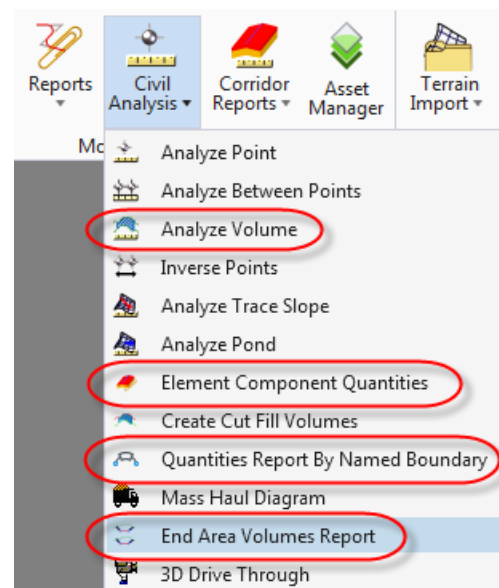 Reports
Civil
Analysis
Corridor
Reports
Asset
Manager
Terrain
Import
Mo
Analyze Point
Analyze Between Points
Analyze Volume
Inverse Points
Analyze Trace Slope
Analyze Pond
Element Component Quantities
Create Cut Fill Volumes
Quantities Report By Named Boundary
Mass Haul Diagram
End Area Volumes Report
3D Drive Through